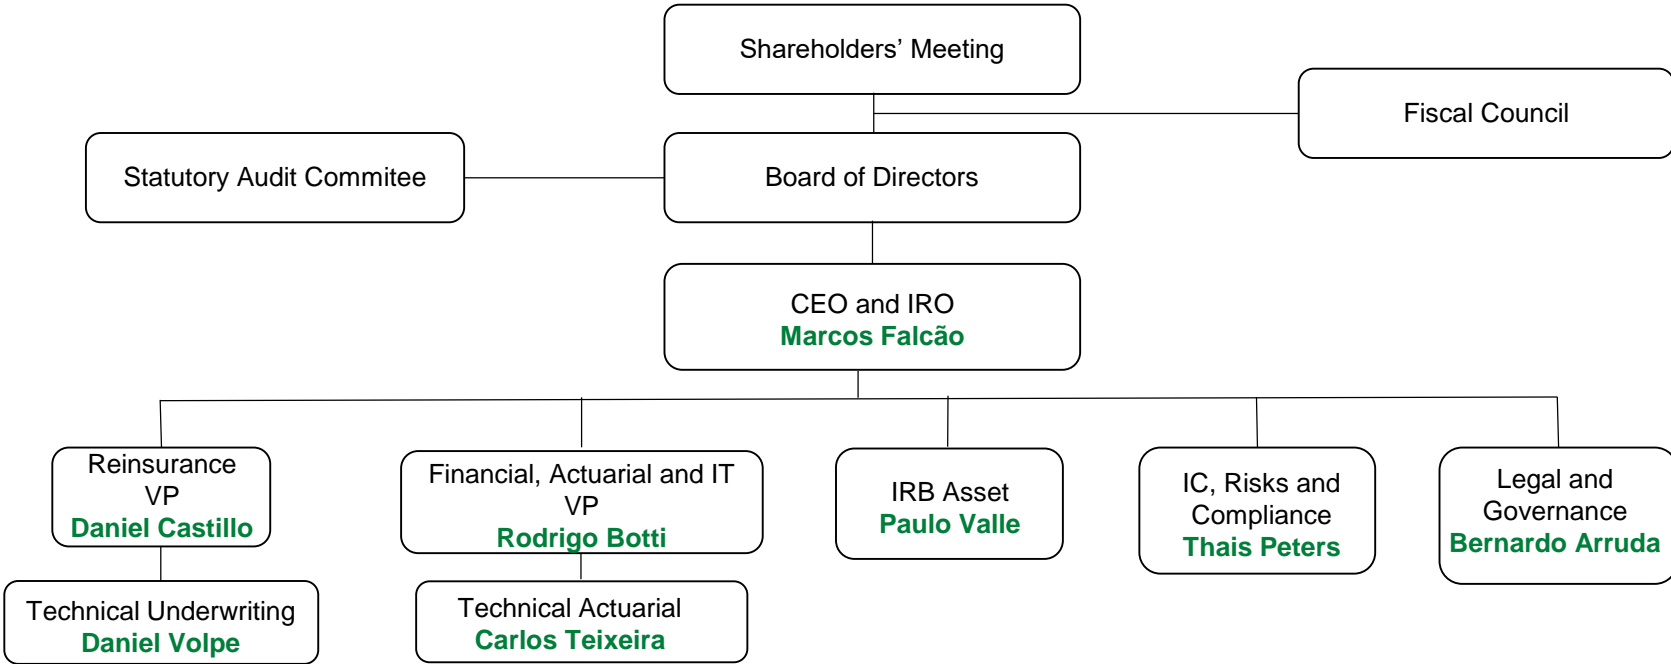 Shareholders’ Meeting
Fiscal Council
Statutory Audit Commitee
Board of Directors
CEO and IRO
Marcos Falcão
Reinsurance
VP
Daniel Castillo
Financial, Actuarial and IT
VP
Rodrigo Botti
IRB Asset
Paulo Valle
IC, Risks and
Compliance
Thais Peters
Legal and
Governance
Bernardo Arruda
Technical Underwriting
Daniel Volpe
Technical Actuarial
Carlos Teixeira